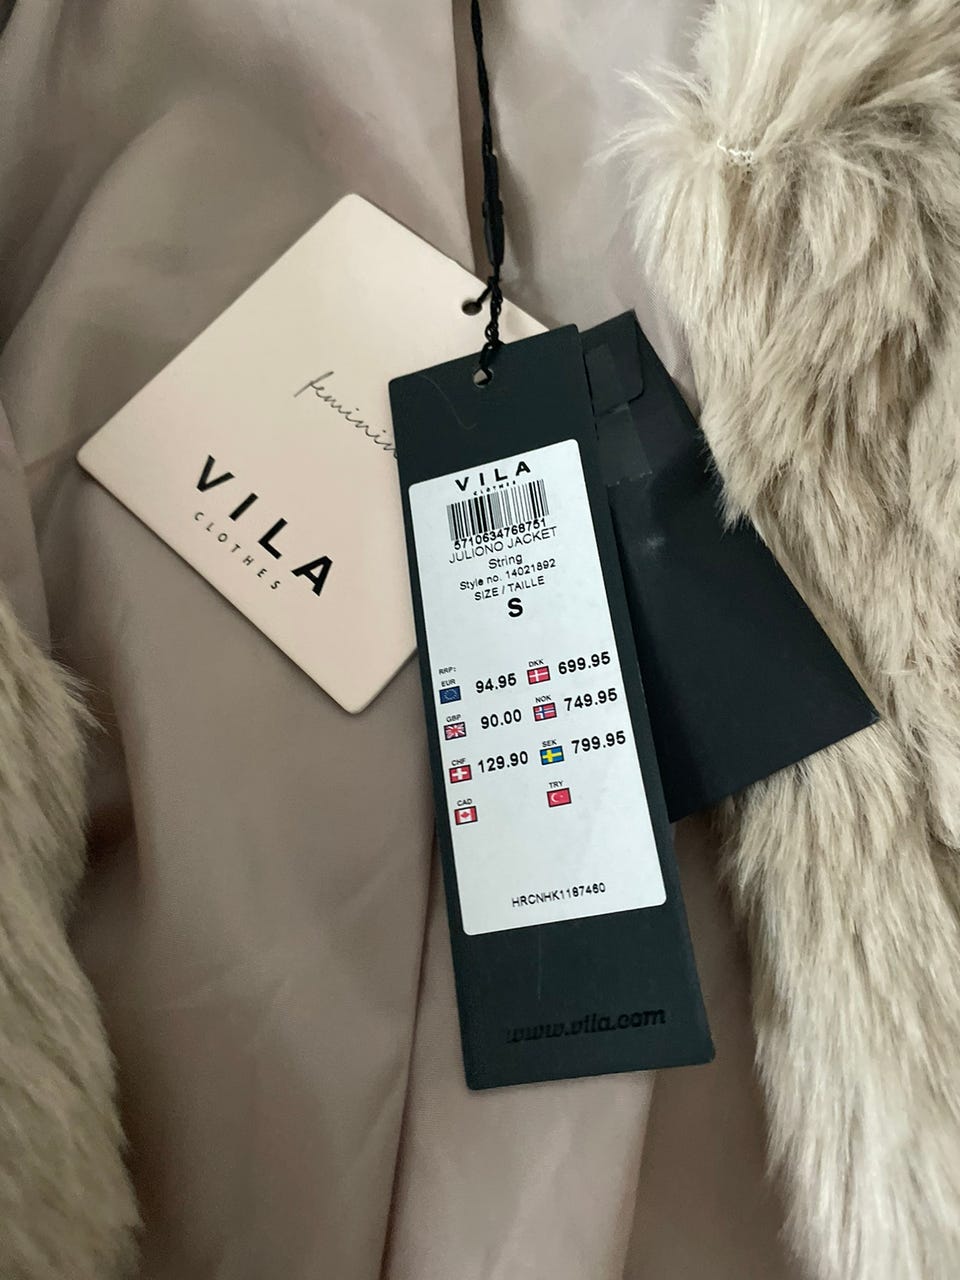 feminin
VILA
CLOTHES
VILA
CLOTHES
5710634768751
JULIONO JACKET
String
Style no. 14021892
SIZE / TAILLE
S
RRP:
EUR 94.95 DKK 699.95
GBP 90.00 NOK 749.95
CHF 129.90 SEK 799.95
CAD TRY
HRCNHK1187460
www.vila.com